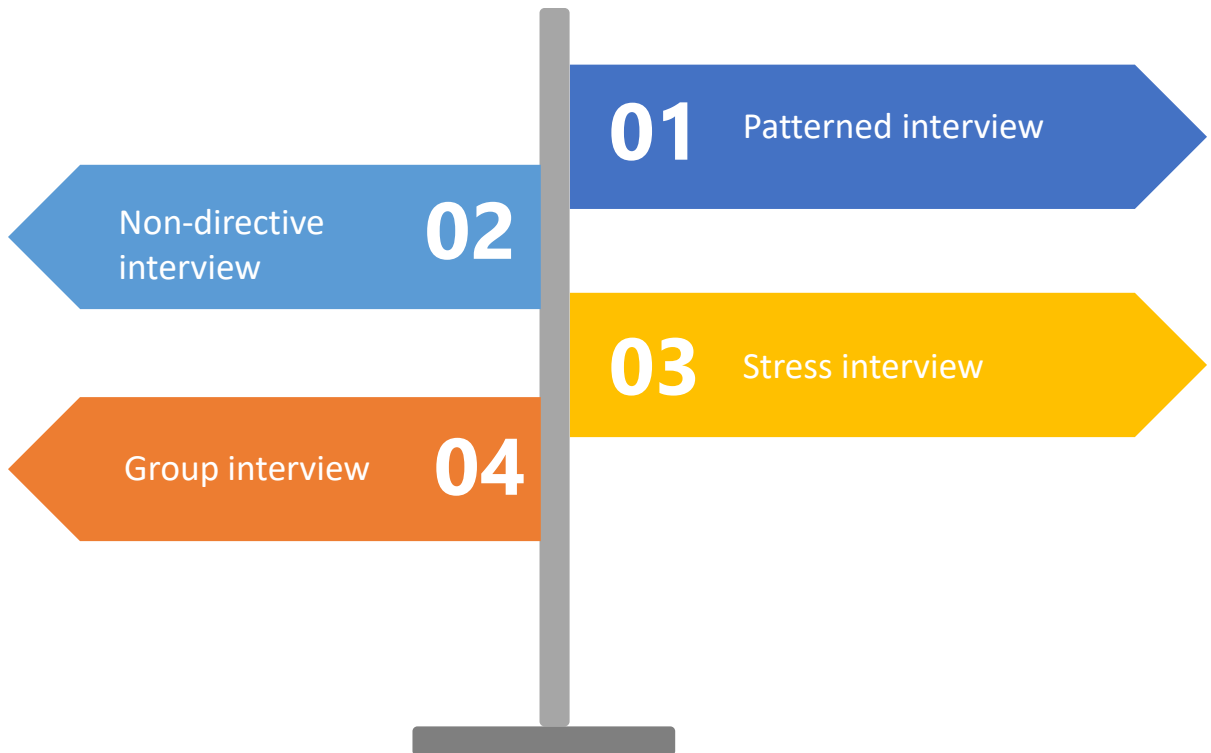 01 Patterned interview
Non-directive
interview
02
03 Stress interview
Group interview 04